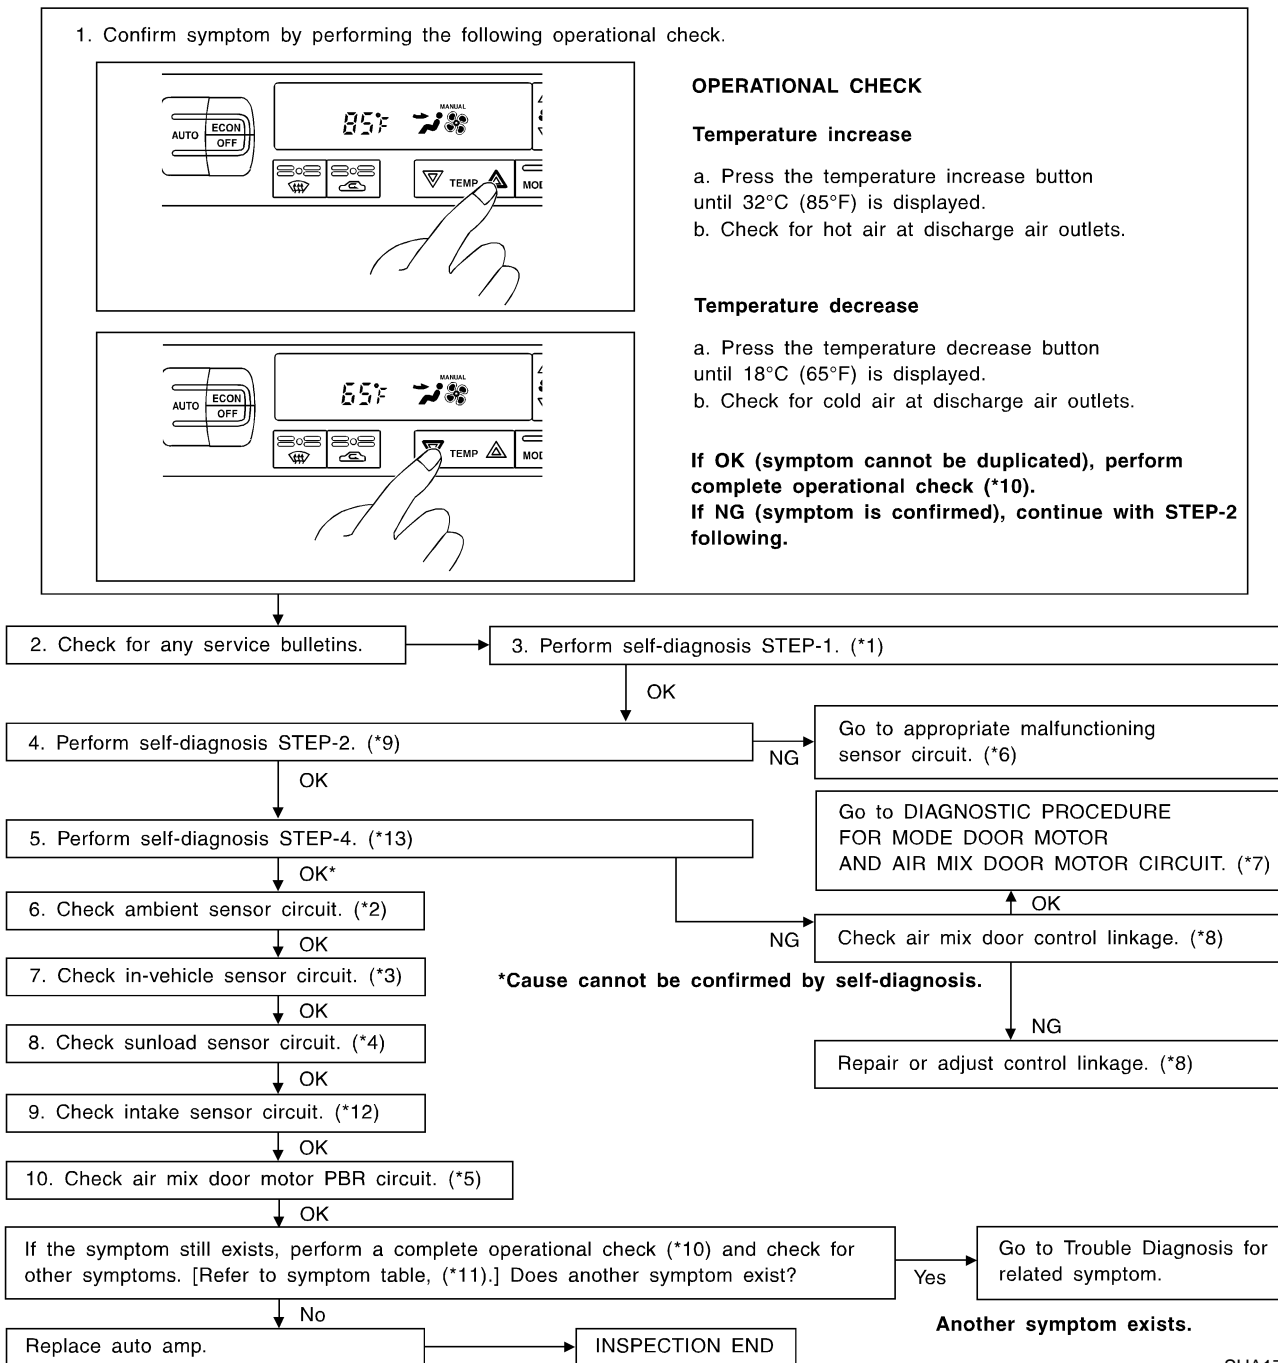 1. Confirm symptom by performing the following operational check.
AUTO
ECON
OFF
85°F
MANUAL
TEMP
OPERATIONAL CHECK
Temperature increase
a. Press the temperature increase button
until 32°C (85°F) is displayed.
b. Check for hot air at discharge air outlets.
AUTO
ECON
OFF
65°F
MANUAL
TEMP
Temperature decrease
a. Press the temperature decrease button
until 18°C (65°F) is displayed.
b. Check for cold air at discharge air outlets.
If OK (symptom cannot be duplicated), perform
complete operational check (*10).
If NG (symptom is confirmed), continue with STEP-2
following.
2. Check for any service bulletins.
3. Perform self-diagnosis STEP-1. (*1)
OK
4. Perform self-diagnosis STEP-2. (*9)
NG
Go to appropriate malfunctioning
sensor circuit. (*6)
OK
5. Perform self-diagnosis STEP-4. (*13)
Go to DIAGNOSTIC PROCEDURE
FOR MODE DOOR MOTOR
AND AIR MIX DOOR MOTOR CIRCUIT. (*7)
OK*
OK
6. Check ambient sensor circuit. (*2)
NG
Check air mix door control linkage. (*8)
OK
7. Check in-vehicle sensor circuit. (*3)
*Cause cannot be confirmed by self-diagnosis.
OK
NG
8. Check sunload sensor circuit. (*4)
Repair or adjust control linkage. (*8)
OK
9. Check intake sensor circuit. (*12)
OK
10. Check air mix door motor PBR circuit. (*5)
OK
If the symptom still exists, perform a complete operational check (*10) and check for
other symptoms. [Refer to symptom table, (*11).] Does another symptom exist?
Yes
Go to Trouble Diagnosis for
related symptom.
No
Another symptom exists.
Replace auto amp.
INSPECTION END